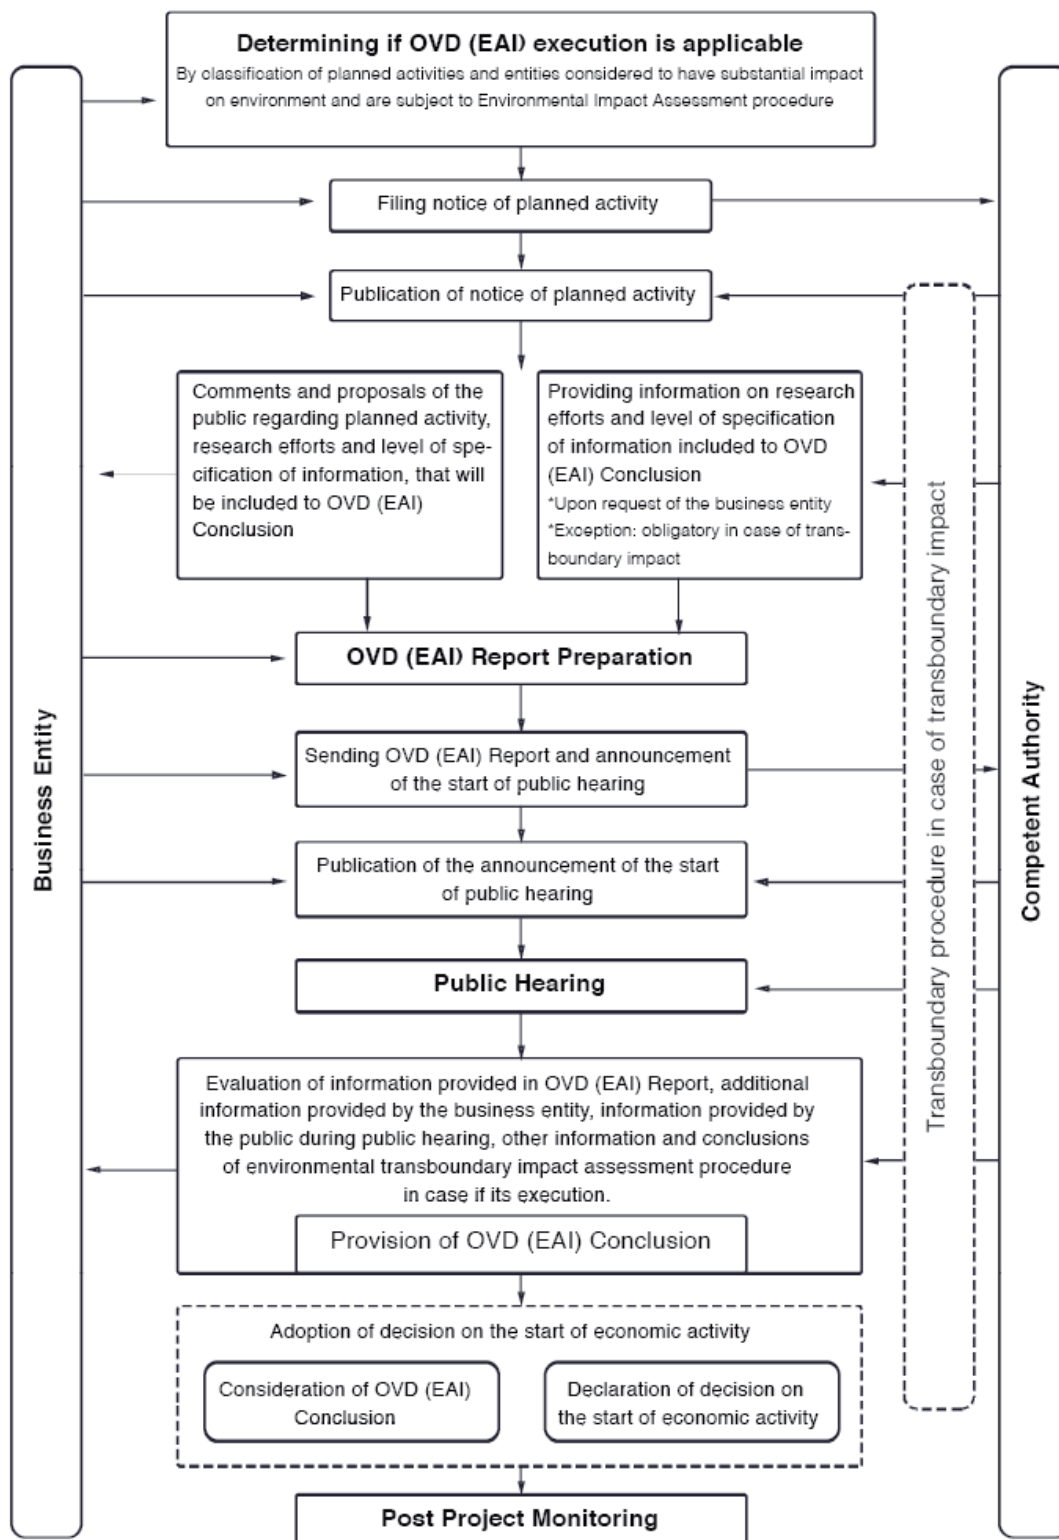 Determining if OVD (EAI) execution is applicable
By classification of planned activities and entities considered to have substantial impact
on environment and are subject to Environmental Impact Assessment procedure
Filing notice of planned activity
Publication of notice of planned activity
Comments and proposals of the
public regarding planned activity,
research efforts and level of spe-
cification of information, that will
be included to OVD (EAI)
Conclusion
Providing information on research
efforts and level of specification
of information included to OVD
(EAI) Conclusion
*Upon request of the business entity
*Exception: obligatory in case of trans-
boundary impact
OVD (EAI) Report Preparation
Sending OVD (EAI) Report and announcement
of the start of public hearing
Publication of the announcement of the start
of public hearing
Public Hearing
Evaluation of information provided in OVD (EAI) Report, additional
information provided by the business entity, information provided by
the public during public hearing, other information and conclusions
of environmental transboundary impact assessment procedure
in case if its execution.
Provision of OVD (EAI) Conclusion
Adoption of decision on the start of economic activity
Consideration of OVD (EAI)
Conclusion
Declaration of decision on
the start of economic activity
Post Project Monitoring
Business Entity
Transboundary procedure in case of transboundary impact
Competent Authority